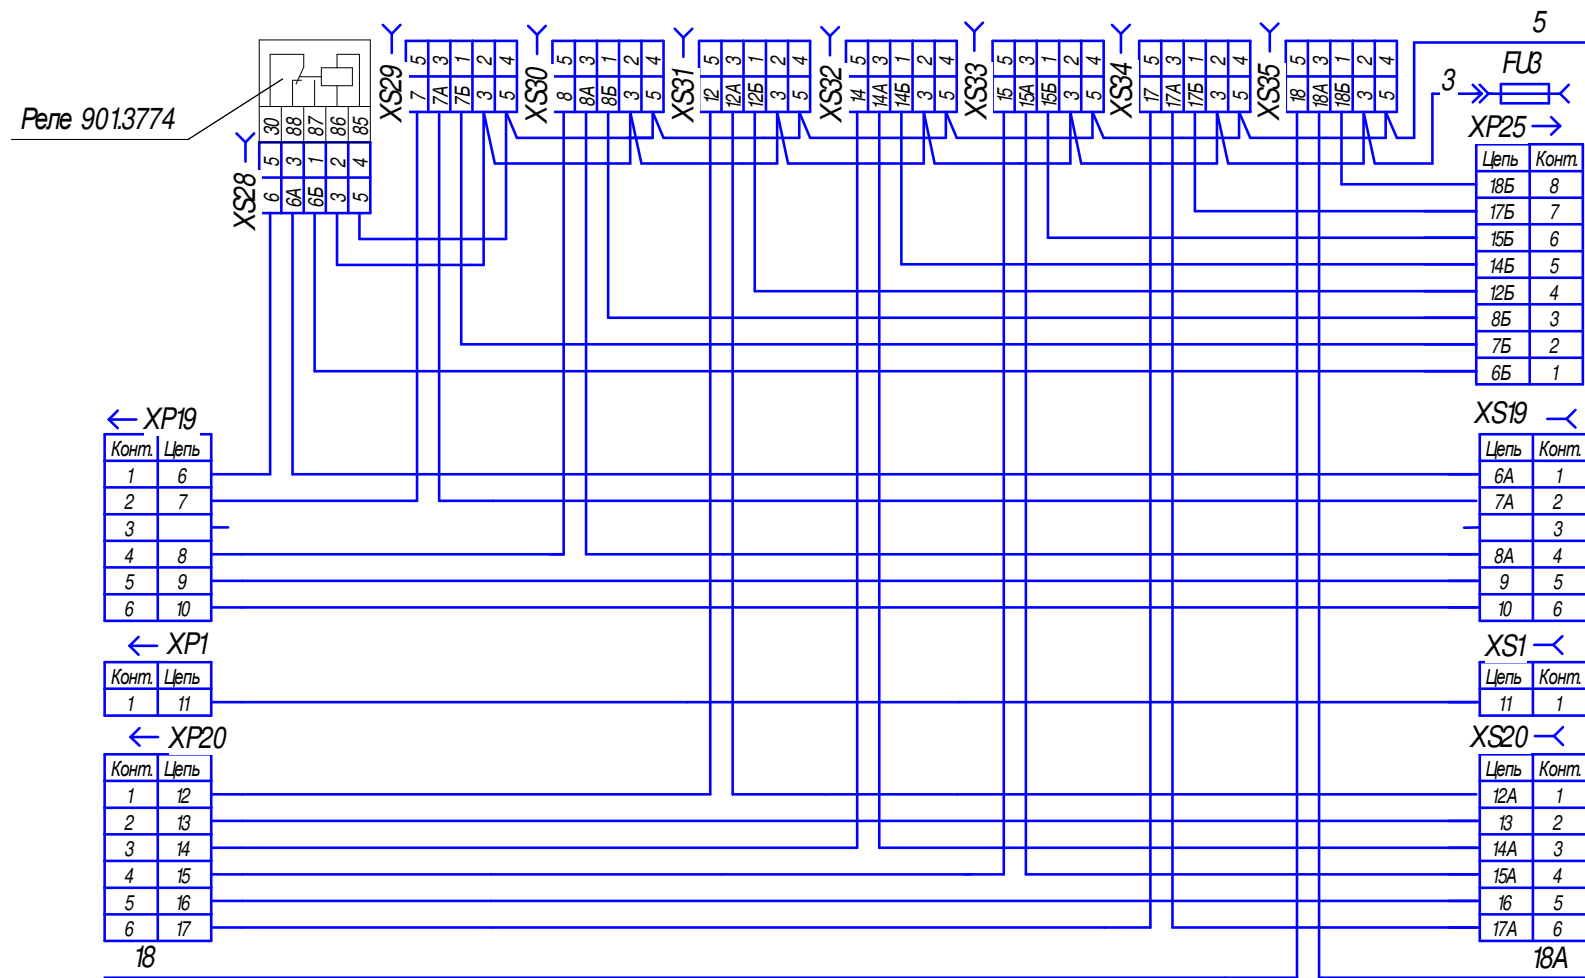 5
FU3
3
Реле 901.3774
30 88 87 86 85
XS28
5 3 1 2 4
6 6А 6Б 3 5
XS29
5 3 1 2 4
7 7А 7Б 3 5
XS30
5 3 1 2 4
8 8А 8Б 3 5
XS31
5 3 1 2 4
12 12А 12Б 3 5
XS32
5 3 1 2 4
14 14А 14Б 3 5
XS33
5 3 1 2 4
15 15А 15Б 3 5
XS34
5 3 1 2 4
17 17А 17Б 3 5
XS35
5 3 1 2 4
18 18А 18Б 3 5
XP25
Цепь Конт.
18Б 8
17Б 7
15Б 6
14Б 5
12Б 4
8Б 3
7Б 2
6Б 1
XP19
Конт. Цепь
1 6
2 7
3
4 8
5 9
6 10
XS19
Цепь Конт.
6А 1
7А 2
3
8А 4
9 5
10 6
XP1
Конт. Цепь
1 11
XS1
Цепь Конт.
11 1
XP20
Конт. Цепь
1 12
2 13
3 14
4 15
5 16
6 17
18
XS20
Цепь Конт.
12А 1
13 2
14А 3
15А 4
16 5
17А 6
18А